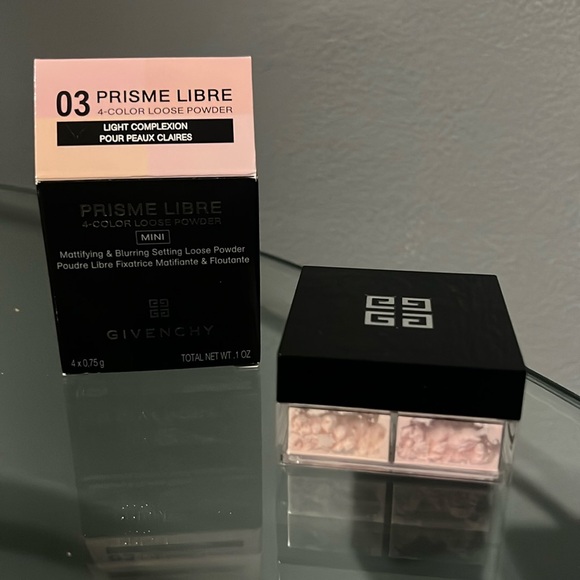 03 PRISME LIBRE
4-COLOR LOOSE POWDER
LIGHT COMPLEXION
POUR PEAUX CLAIRES
PRISME LIBRE
4-COLOR LOOSE POWDER
MINI
Mattifying & Blurring Setting Loose Powder
Poudre Libre Fixatrice Matifiante & Floutante
GIVENCHY
4 x 0,75g TOTAL NET WT .1 OZ